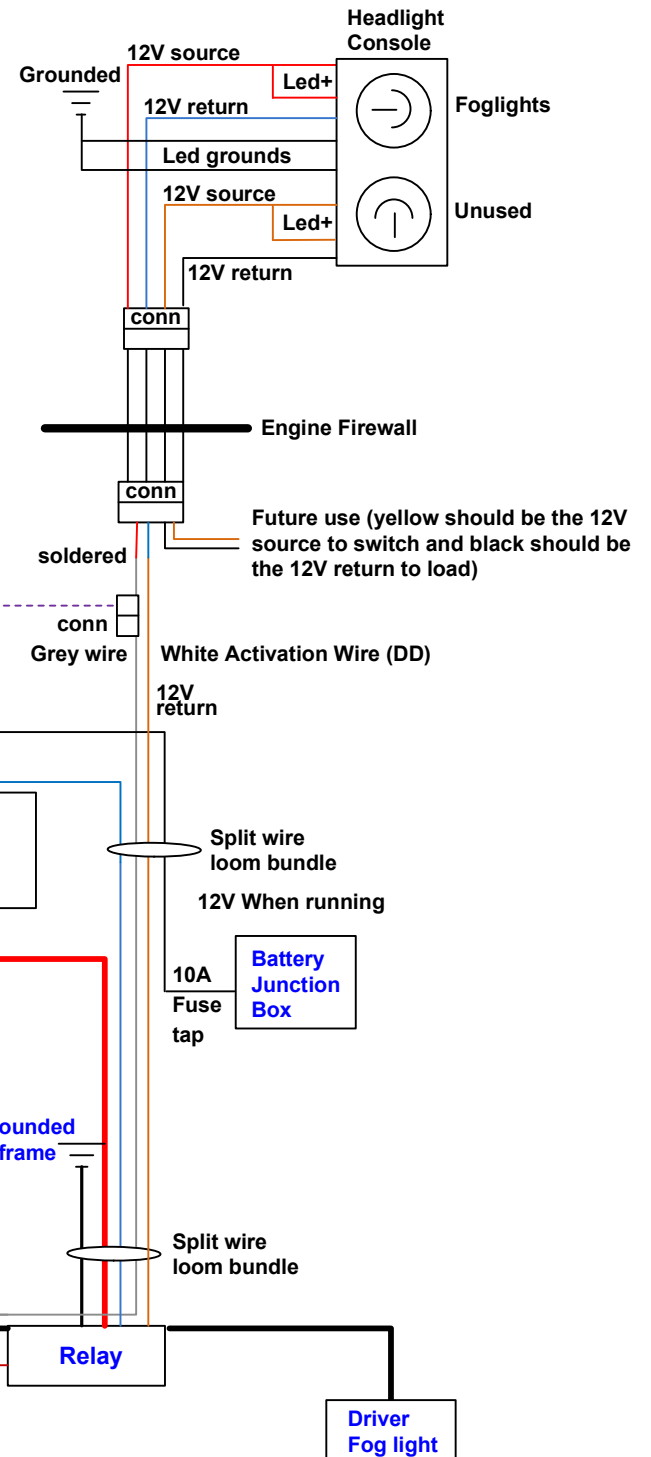 Headlight
Console
12V source
Grounded
Led+
12V return
Foglights
Led grounds
12V source
Led+
Unused
12V return
conn
Engine Firewall
conn
Future use (yellow should be the 12V
source to switch and black should be
the 12V return to load)
soldered
conn
Grey wire
White Activation Wire (DD)
12V
return
Split wire
loom bundle
12V When running
10A
Fuse
tap
Battery
Junction
Box
ounded
frame
Split wire
loom bundle
Relay
Driver
Fog light